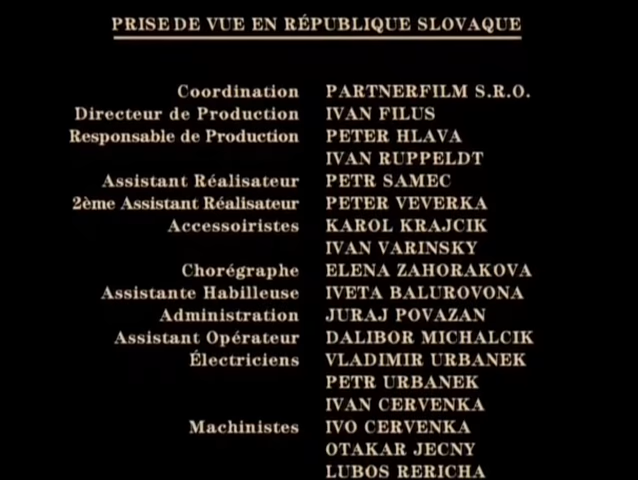 PRISE DE VUE EN RÉPUBLIQUE SLOVAQUE
Coordination PARTNERFILM S.R.O.
Directeur de Production IVAN FILUS
Responsable de Production PETER HLAVA
IVAN RUPPELDT
Assistant Réalisateur PETR SAMEC
2ème Assistant Réalisateur PETER VEVERKA
Accessoiristes KAROL KRAJCIK
IVAN VARINSKY
Chorégraphe ELENA ZAHORAKOVA
Assistante Habilleuse IVETA BALUROVONA
Administration JURAJ POVAZAN
Assistant Opérateur DALIBOR MICHALCIK
Électriciens VLADIMIR URBANEK
PETR URBANEK
IVAN CERVENKA
Machinistes IVO CERVENKA
OTAKAR JECNY
LUBOS RERICHA